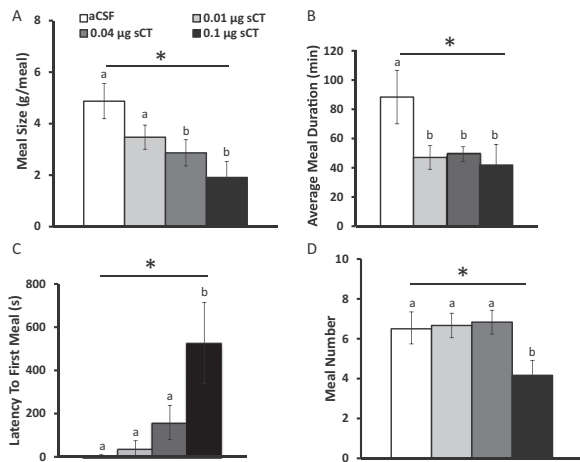 A
aCSF 0.01 µg sCT
0.04 µg sCT 0.1 µg sCT
Meal Size (g/meal)
8
6
4
2
0
*
a
a
b
b
B
Average Meal Duration (min)
120
100
80
60
40
20
0
*
a
b
b
b
C
Latency To First Meal (s)
800
600
400
200
0
*
a
a
a
b
D
Meal Number
10
8
6
4
2
0
*
a
a
a
b